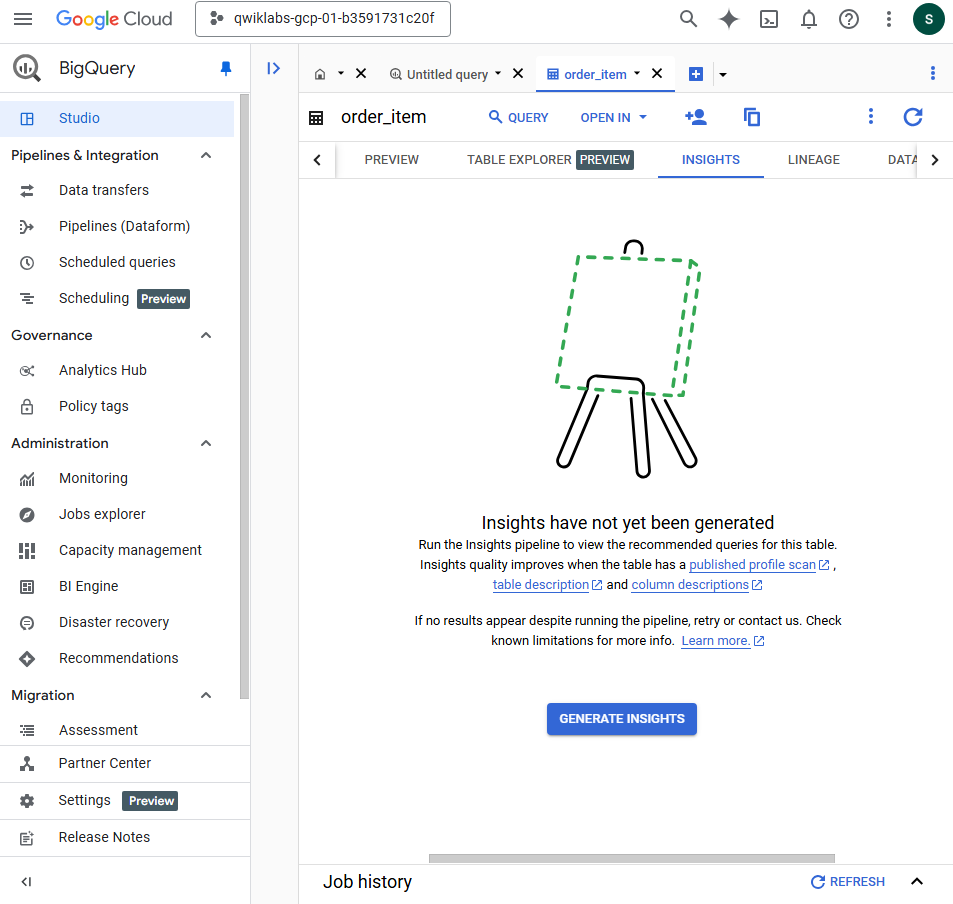 Google Cloud
qwiklabs-gcp-01-b3591731c20f
S
BigQuery
Studio
Pipelines & Integration
Data transfers
Pipelines (Dataform)
Scheduled queries
Scheduling Preview
Governance
Analytics Hub
Policy tags
Administration
Monitoring
Jobs explorer
Capacity management
BI Engine
Disaster recovery
Recommendations
Migration
Assessment
Partner Center
Settings Preview
Release Notes
Untitled query
order_item
order_item
QUERY
OPEN IN
PREVIEW
TABLE EXPLORER PREVIEW
INSIGHTS
LINEAGE
DATA
Insights have not yet been generated
Run the Insights pipeline to view the recommended queries for this table.
Insights quality improves when the table has a published profile scan ,
table description and column descriptions
If no results appear despite running the pipeline, retry or contact us. Check
known limitations for more info. Learn more.
GENERATE INSIGHTS
Job history
REFRESH